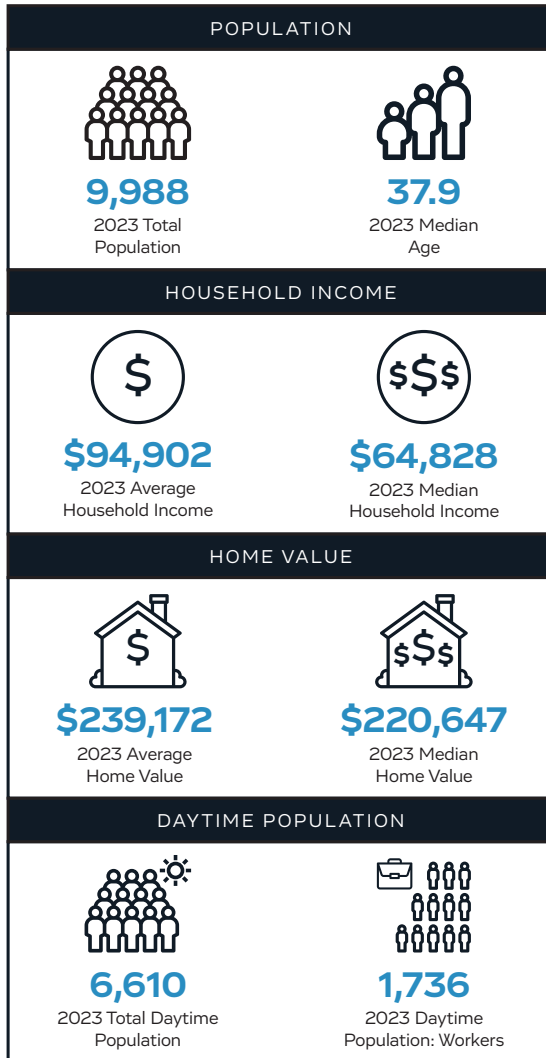 POPULATION
9,988
2023 Total
Population
37.9
2023 Median
Age
HOUSEHOLD INCOME
$
$94,902
2023 Average
Household Income
$$$
$64,828
2023 Median
Household Income
HOME VALUE
$
$239,172
2023 Average
Home Value
$$$
$220,647
2023 Median
Home Value
DAYTIME POPULATION
6,610
2023 Total Daytime
Population
1,736
2023 Daytime
Population: Workers